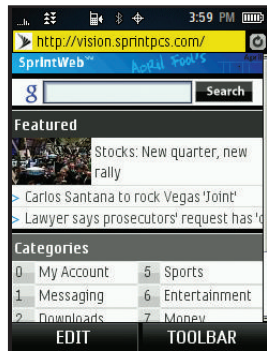 3:59 PM
http://vision.sprintpcs.com/
SprintWeb April Fool's
g Search
Featured
Stocks: New quarter, new
rally
> Carlos Santana to rock Vegas 'Joint'
> Lawyer says prosecutors' request has 'c
Categories
0 My Account 5 Sports
1 Messaging 6 Entertainment
2 Downloads 7 Money
EDIT TOOLBAR